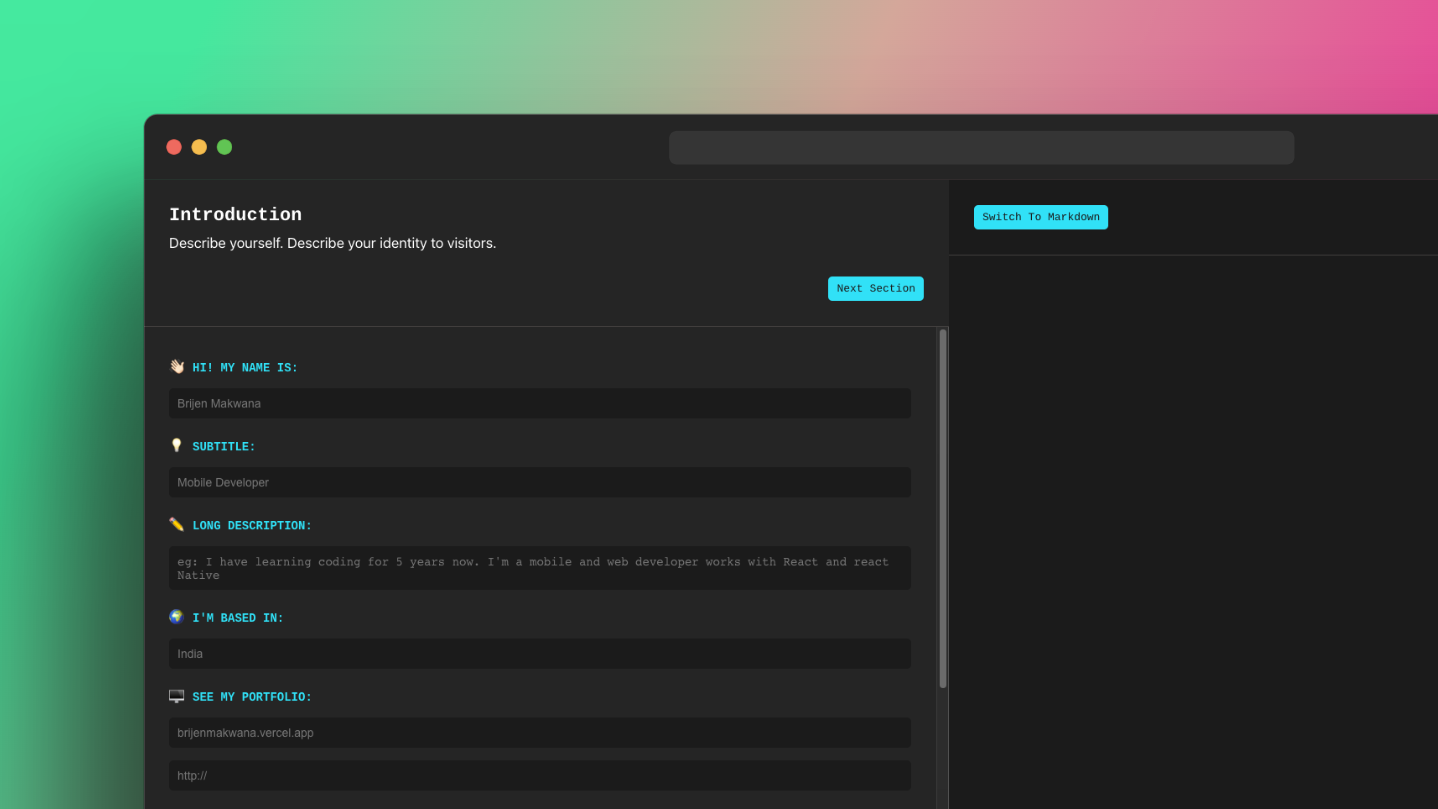 Introduction
Describe yourself. Describe your identity to visitors.
Next Section
Switch To Markdown
👋🏻 HI! MY NAME IS:
Brijen Makwana
💡 SUBTITLE:
Mobile Developer
✏️ LONG DESCRIPTION:
eg: I have learning coding for 5 years now. I'm a mobile and web developer works with React and react
Native
🌍 I'M BASED IN:
India
🖥️ SEE MY PORTFOLIO:
brijenmakwana.vercel.app
http://